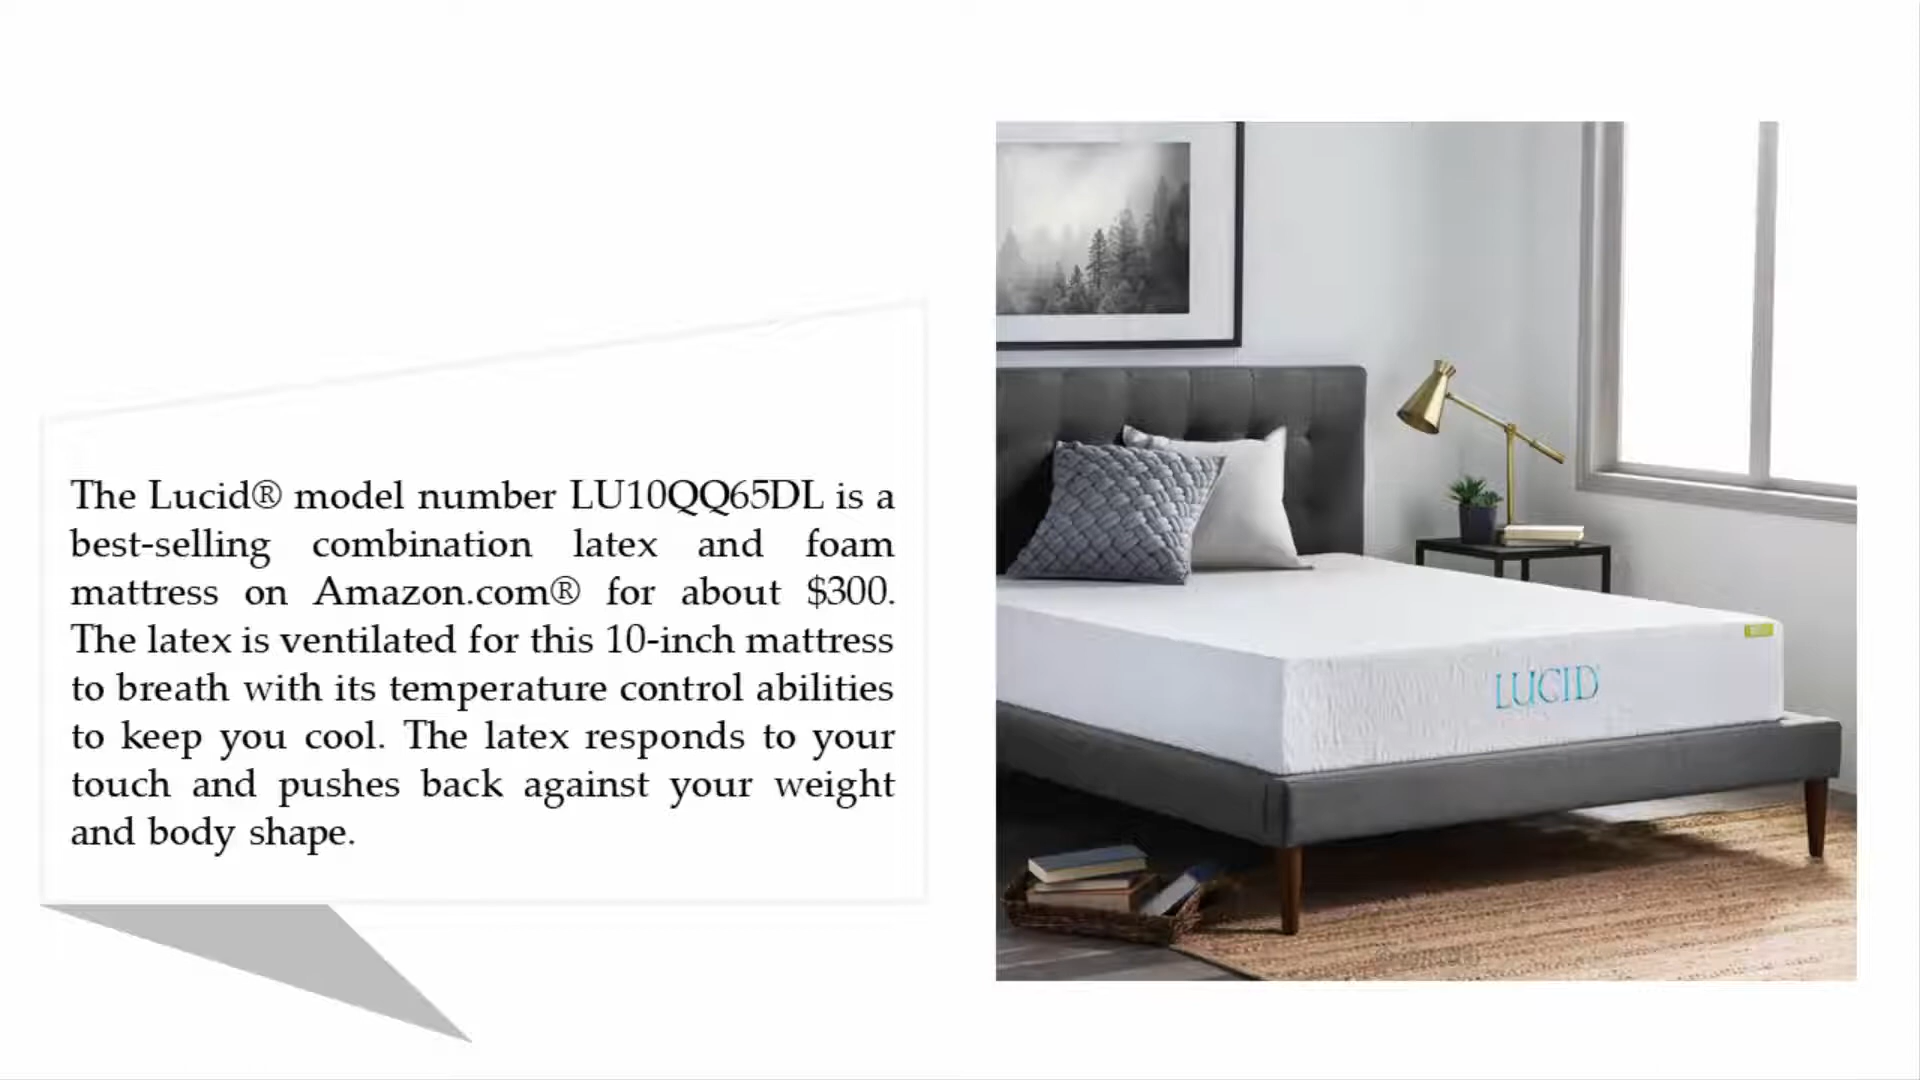 The Lucid® model number LU10QQ65DL is a
best-selling combination latex and foam
mattress on Amazon.com® for about $300.
The latex is ventilated for this 10-inch mattress
to breath with its temperature control abilities
to keep you cool. The latex responds to your
touch and pushes back against your weight
and body shape.
LUCID